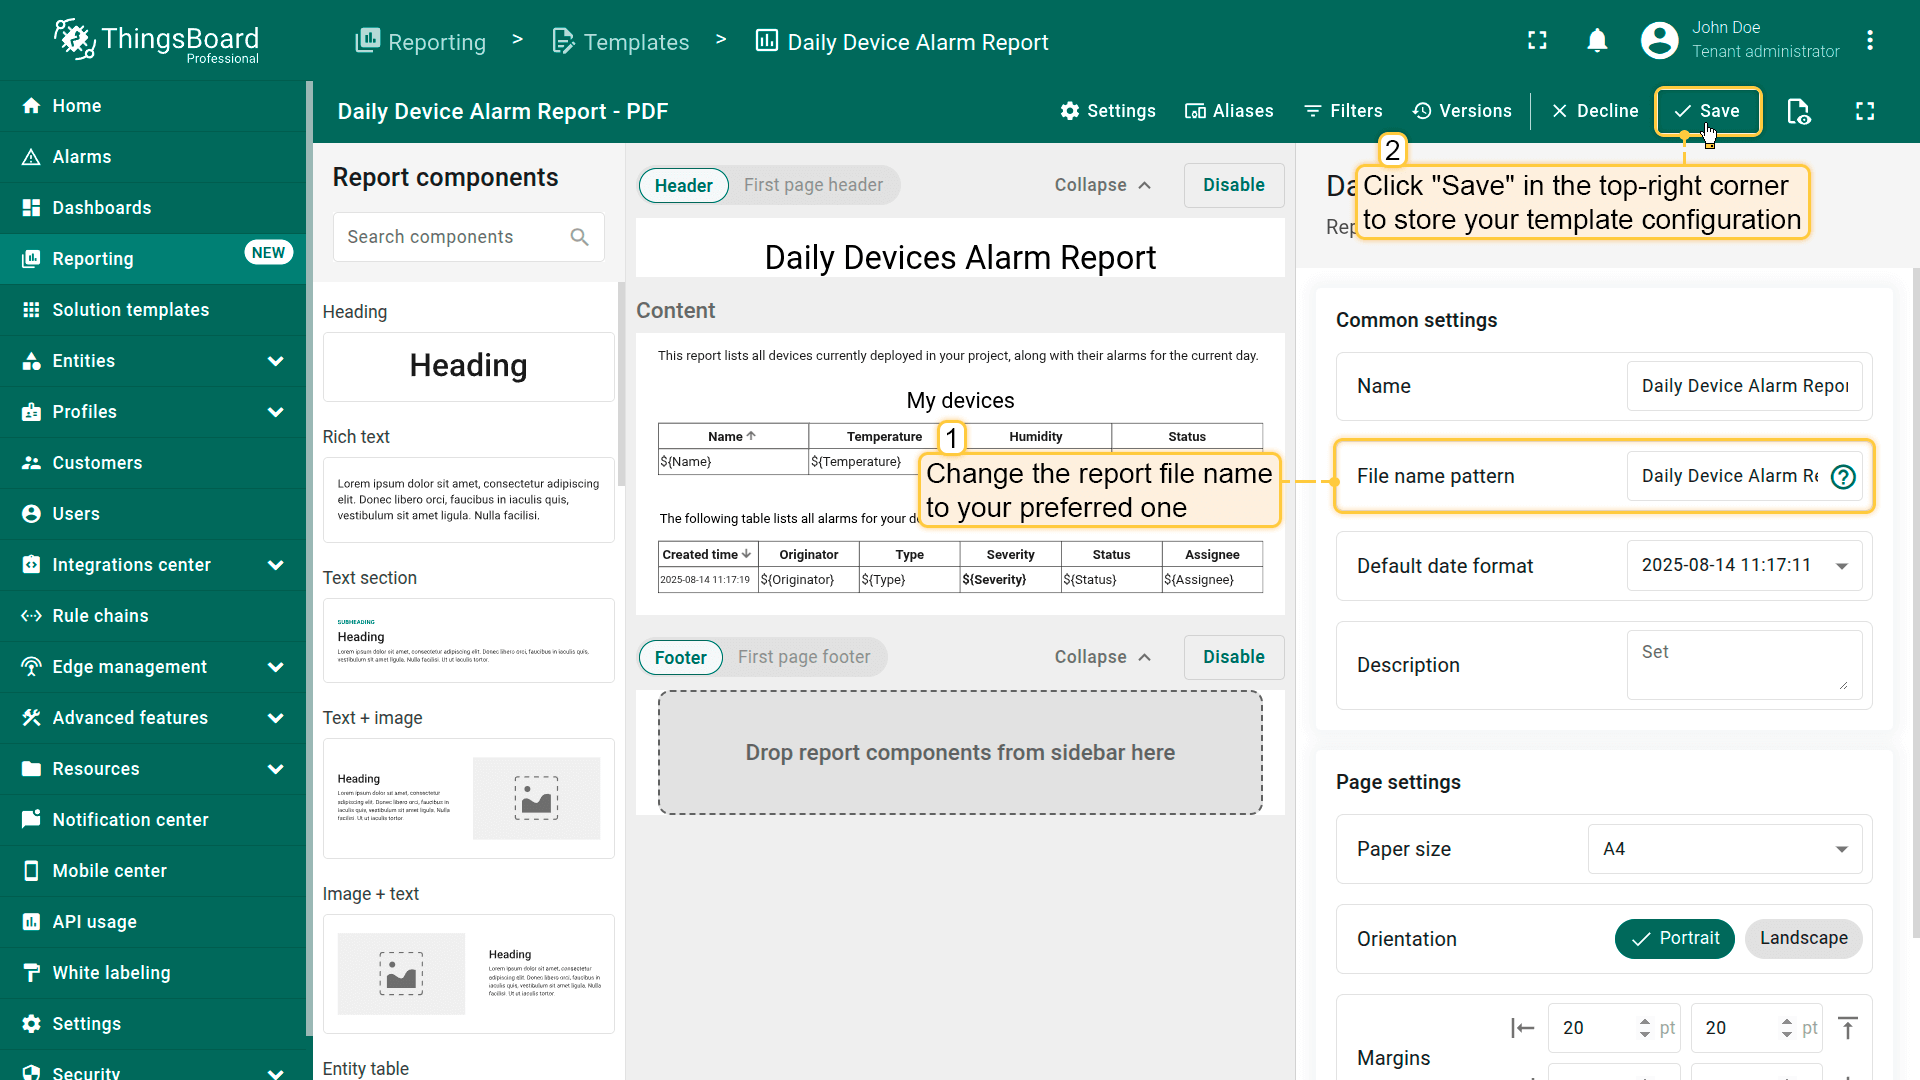 ThingsBoard
Professional
Reporting > Templates > Daily Device Alarm Report
John Doe
Tenant administrator
Home
Alarms
Dashboards
Reporting NEW
Solution templates
Entities
Profiles
Customers
Users
Integrations center
Rule chains
Edge management
Advanced features
Resources
Notification center
Mobile center
API usage
White labeling
Settings
Security
Daily Device Alarm Report - PDF
Settings Aliases Filters Versions Decline Save
Report components
Search components
Heading
Heading
Rich text
Lorem ipsum dolor sit amet, consectetur adipiscing
elit. Donec libero orci, faucibus in iaculis quis,
vestibulum sit amet ligula. Nulla facilisi.
Text section
SUBHEADING
Heading
Lorem ipsum dolor sit amet, consectetur adipiscing elit. Donec libero orci, faucibus in iaculis quis,
vestibulum sit amet ligula. Nulla facilisi. Ut ut iaculis tortor.
Text + image
Heading
Lorem ipsum dolor sit amet, consectetur
adipiscing elit. Donec libero orci, faucibus in
iaculis quis, vestibulum sit amet ligula. Nulla
facilisi. Ut ut iaculis tortor.
Image + text
Heading
Lorem ipsum dolor sit amet, consectetur
adipiscing elit. Donec libero orci, faucibus in
iaculis quis, vestibulum sit amet ligula. Nulla
facilisi. Ut ut iaculis tortor.
Entity table
Header First page header Collapse Disable
Daily Devices Alarm Report
Content
This report lists all devices currently deployed in your project, along with their alarms for the current day.
My devices
Name Temperature Humidity Status
${Name} ${Temperature}
1
Change the report file name
to your preferred one
The following table lists all alarms for your
Created time Originator Type Severity Status Assignee
2025-08-14 11:17:19 ${Originator} ${Type} ${Severity} ${Status} ${Assignee}
Footer First page footer Collapse Disable
Drop report components from sidebar here
2
Click "Save" in the top-right corner
to store your template configuration
Common settings
Name Daily Device Alarm Repor
File name pattern Daily Device Alarm Re
Default date format 2025-08-14 11:17:11
Description Set
Page settings
Paper size A4
Orientation Portrait Landscape
Margins 20 pt 20 pt